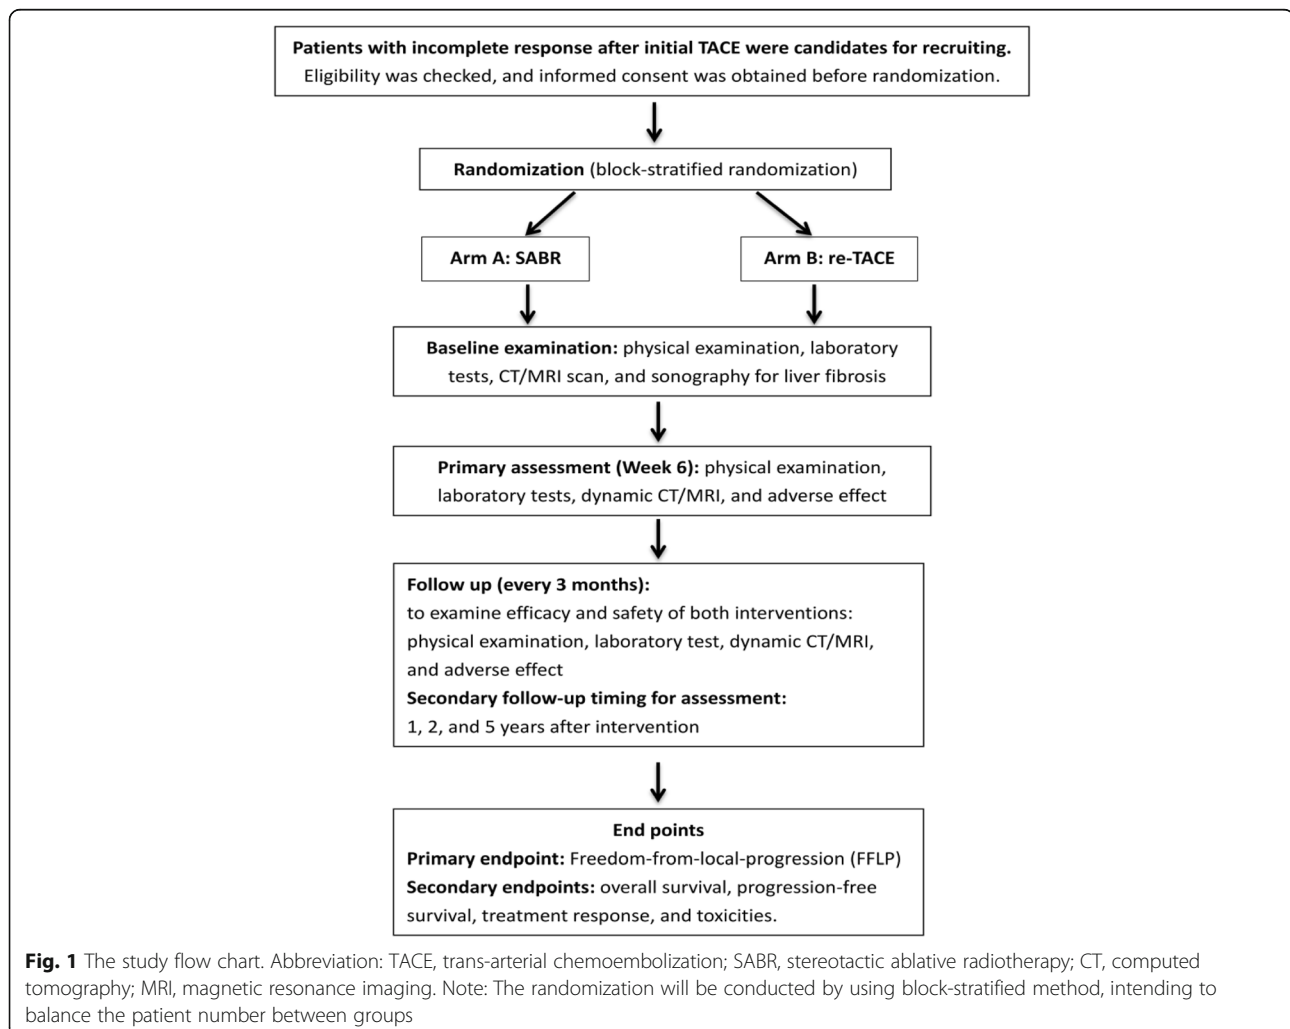 Patients with incomplete response after initial TACE were candidates for recruiting.
Eligibility was checked, and informed consent was obtained before randomization.
Randomization (block-stratified randomization)
Arm A: SABR
Arm B: re-TACE
Baseline examination: physical examination, laboratory
tests, CT/MRI scan, and sonography for liver fibrosis
Primary assessment (Week 6): physical examination,
laboratory tests, dynamic CT/MRI, and adverse effect
Follow up (every 3 months):
to examine efficacy and safety of both interventions:
physical examination, laboratory test, dynamic CT/MRI,
and adverse effect
Secondary follow-up timing for assessment:
1, 2, and 5 years after intervention
End points
Primary endpoint: Freedom-from-local-progression (FFLP)
Secondary endpoints: overall survival, progression-free
survival, treatment response, and toxicities.
Fig. 1 The study flow chart. Abbreviation: TACE, trans-arterial chemoembolization; SABR, stereotactic ablative radiotherapy; CT, computed
tomography; MRI, magnetic resonance imaging. Note: The randomization will be conducted by using block-stratified method, intending to
balance the patient number between groups